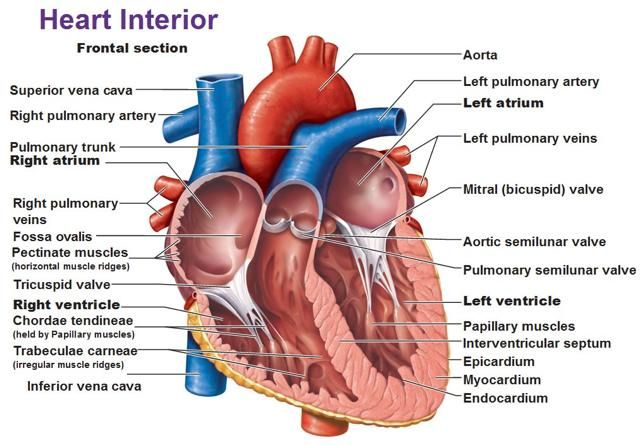 Heart Interior
Frontal section
Superior vena cava
Right pulmonary artery
Pulmonary trunk
Right atrium
Right pulmonary
veins
Fossa ovalis
Pectinate muscles
(horizontal muscle ridges)
Tricuspid valve
Right ventricle
Chordae tendineae
(held by Papillary muscles)
Trabeculae carneae
(irregular muscle ridges)
Inferior vena cava
Aorta
Left pulmonary artery
Left atrium
Left pulmonary veins
Mitral (bicuspid) valve
Aortic semilunar valve
Pulmonary semilunar valve
Left ventricle
Papillary muscles
Interventricular septum
Epicardium
Myocardium
Endocardium